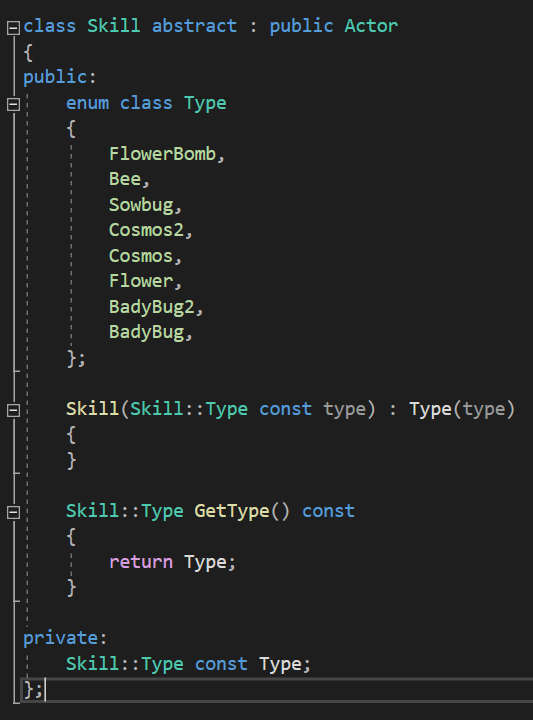 class Skill abstract : public Actor
{
public:
    enum class Type
    {
        FlowerBomb,
        Bee,
        Sowbug,
        Cosmos2,
        Cosmos,
        Flower,
        BadyBug2,
        BadyBug,
    };

    Skill(Skill::Type const type) : Type(type)
    {
    }

    Skill::Type GetType() const
    {
        return Type;
    }

private:
    Skill::Type const Type;
};